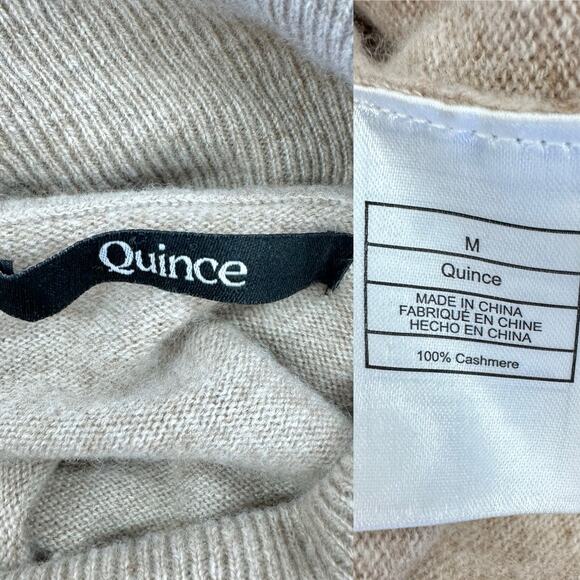 Quince
M
Quince
MADE IN CHINA
FABRIQUÉ EN CHINE
HECHO EN CHINA
100% Cashmere